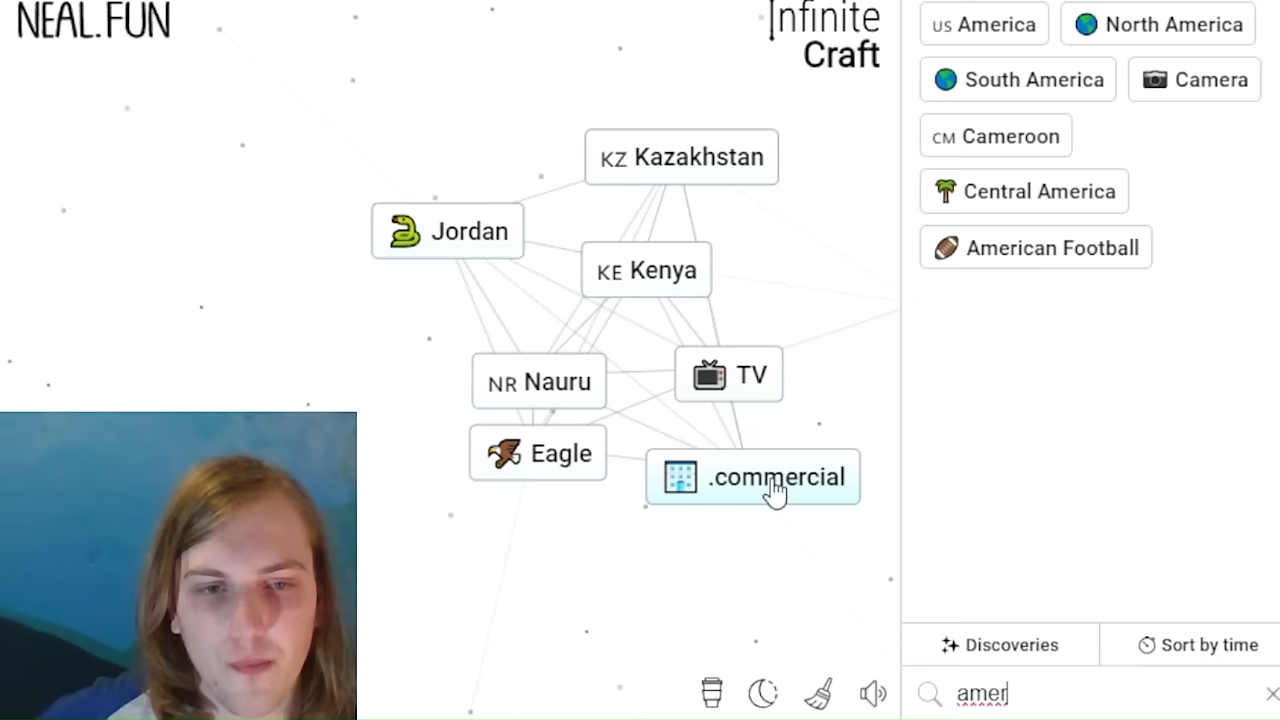 NEAL.FUN
Infinite
Craft
US America
North America
South America
Camera
CM Cameroon
Central America
American Football
KZ Kazakhstan
Jordan
KE Kenya
NR Nauru
TV
Eagle
.commercial
Discoveries
Sort by time
amer